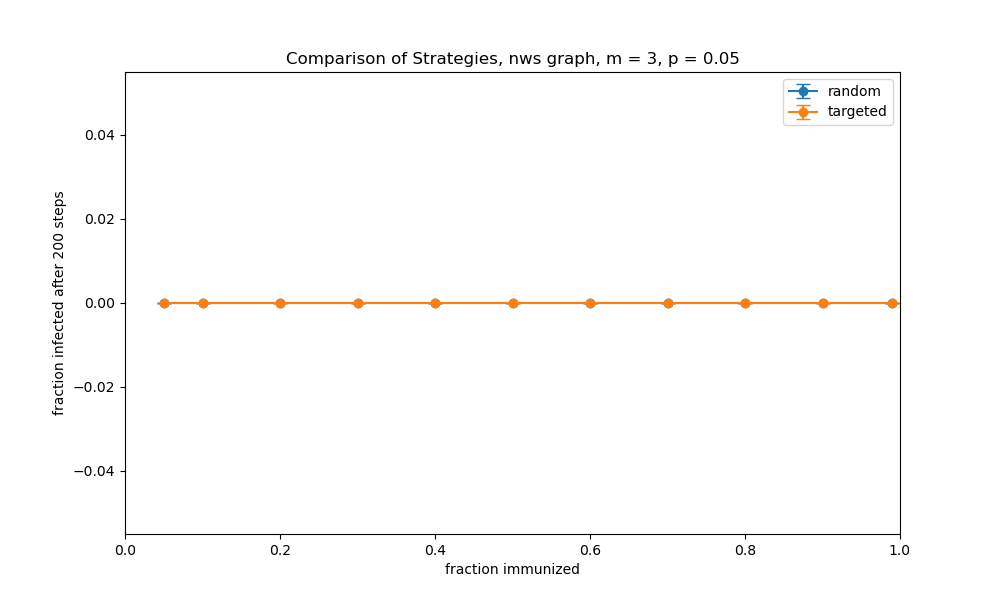 Comparison of Strategies, nws graph, m = 3, p = 0.05
random
targeted
0.04
0.02
0.00
−0.02
−0.04
fraction infected after 200 steps
0.0 0.2 0.4 0.6 0.8 1.0
fraction immunized